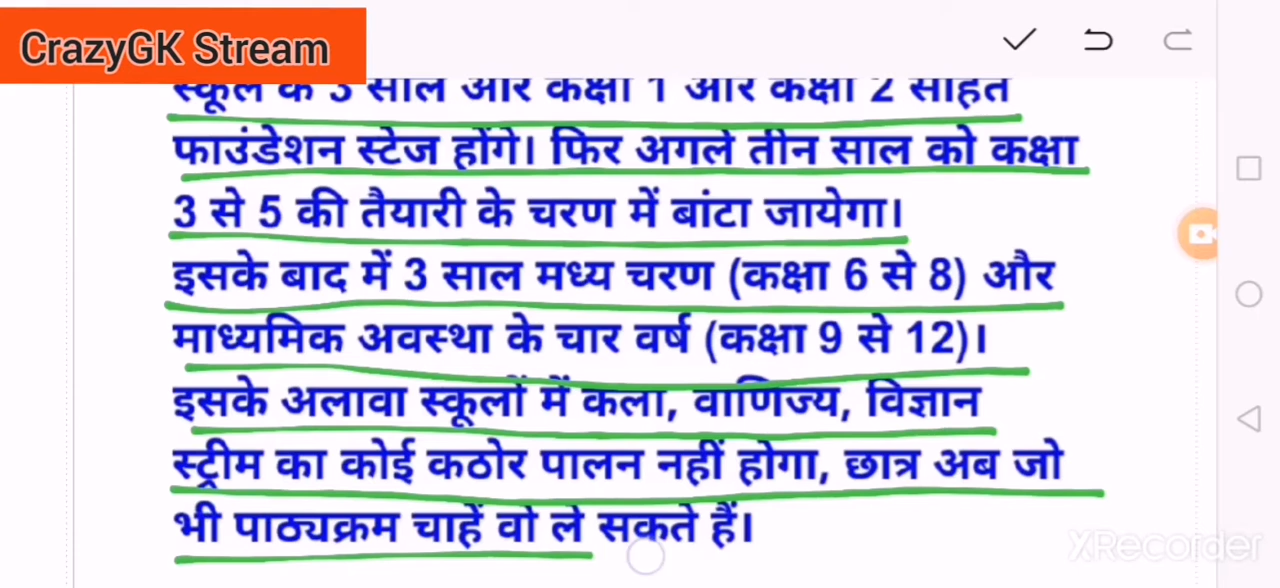 CrazyGK Stream
स्कूल के 3 साल और कक्षा 1 और कक्षा 2 सहित
फाउंडेशन स्टेज होंगे। फिर अगले तीन साल को कक्षा
3 से 5 की तैयारी के चरण में बांटा जायेगा।
इसके बाद में 3 साल मध्य चरण (कक्षा 6 से 8) और
माध्यमिक अवस्था के चार वर्ष (कक्षा 9 से 12)।
इसके अलावा स्कूलों में कला, वाणिज्य, विज्ञान
स्ट्रीम का कोई कठोर पालन नहीं होगा, छात्र अब जो
भी पाठ्यक्रम चाहें वो ले सकते हैं।
XRecorder